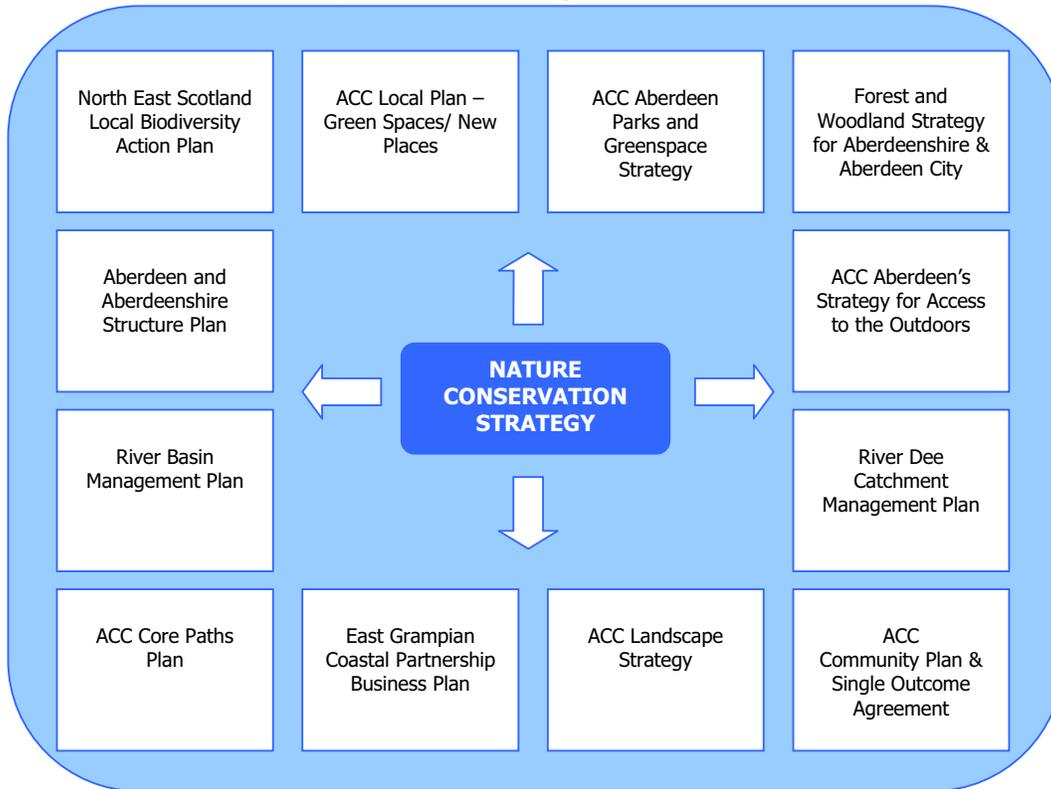 North East Scotland
Local Biodiversity
Action Plan
ACC Local Plan –
Green Spaces/ New
Places
ACC Aberdeen
Parks and
Greenspace
Strategy
Forest and
Woodland Strategy
for Aberdeenshire &
Aberdeen City
Aberdeen and
Aberdeenshire
Structure Plan
ACC Aberdeen’s
Strategy for Access
to the Outdoors
NATURE
CONSERVATION
STRATEGY
River Basin
Management Plan
River Dee
Catchment
Management Plan
ACC Core Paths
Plan
East Grampian
Coastal Partnership
Business Plan
ACC Landscape
Strategy
ACC
Community Plan &
Single Outcome
Agreement